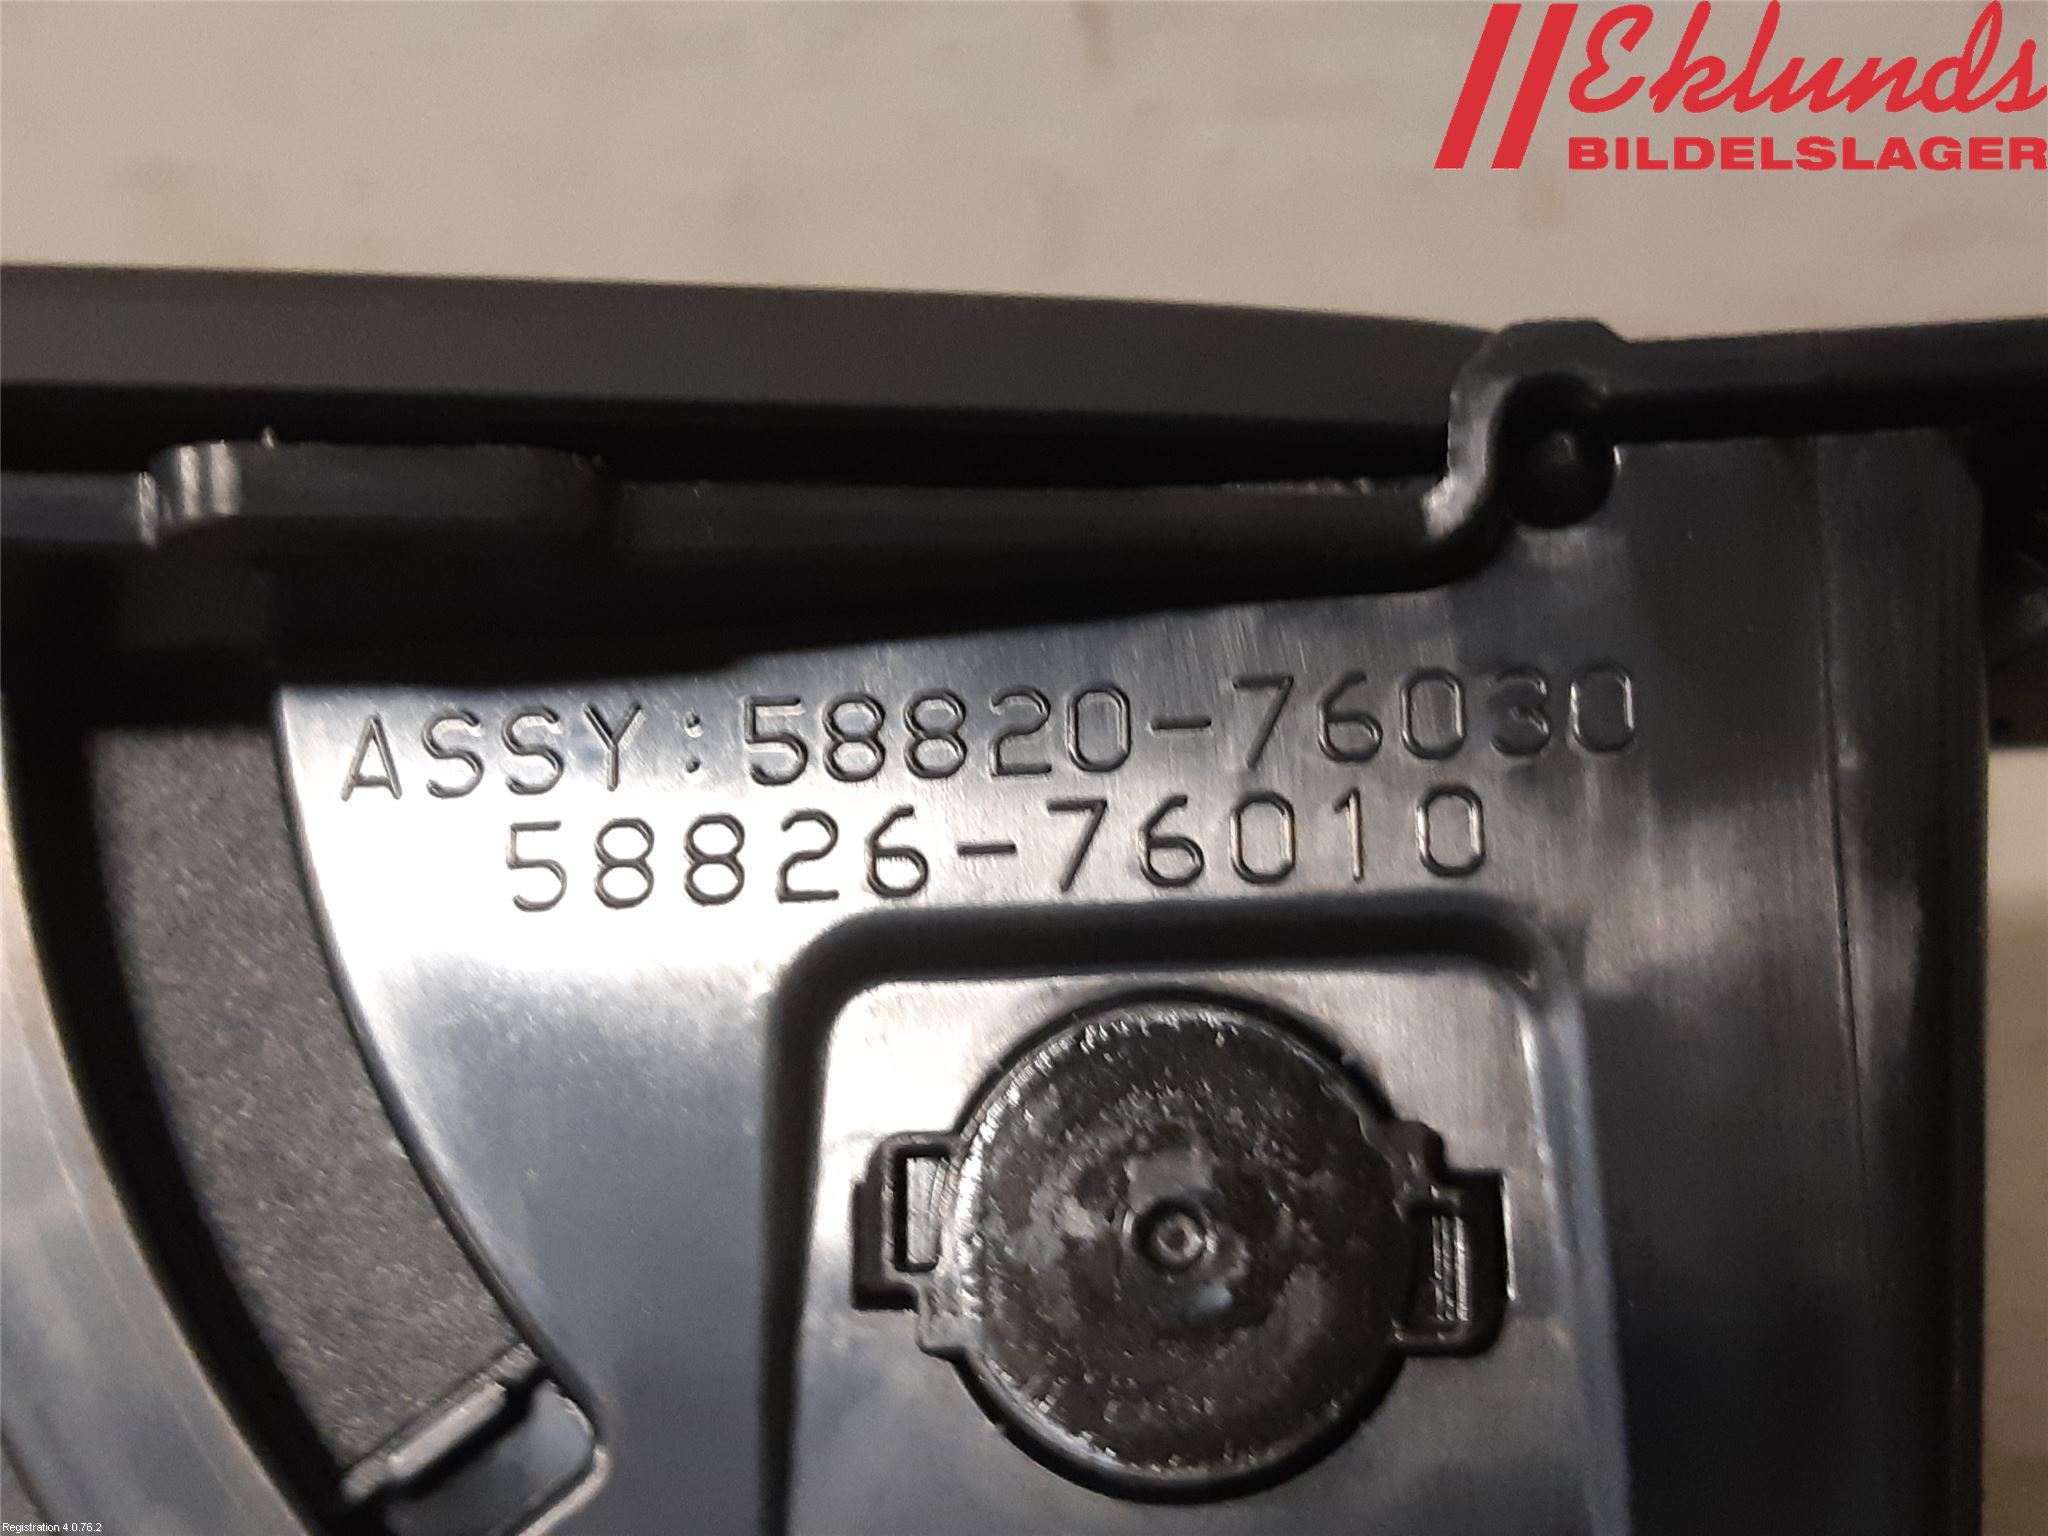 Eklunds
BILDELSLAGER
ASSY:58820-76030
58826-76010
Registration 4.0.76.2